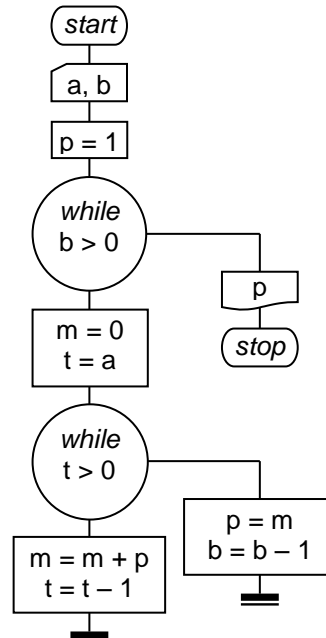 start
a, b
p = 1
while
b > 0
p
stop
m = 0
t = a
while
t > 0
p = m
b = b – 1
m = m + p
t = t – 1